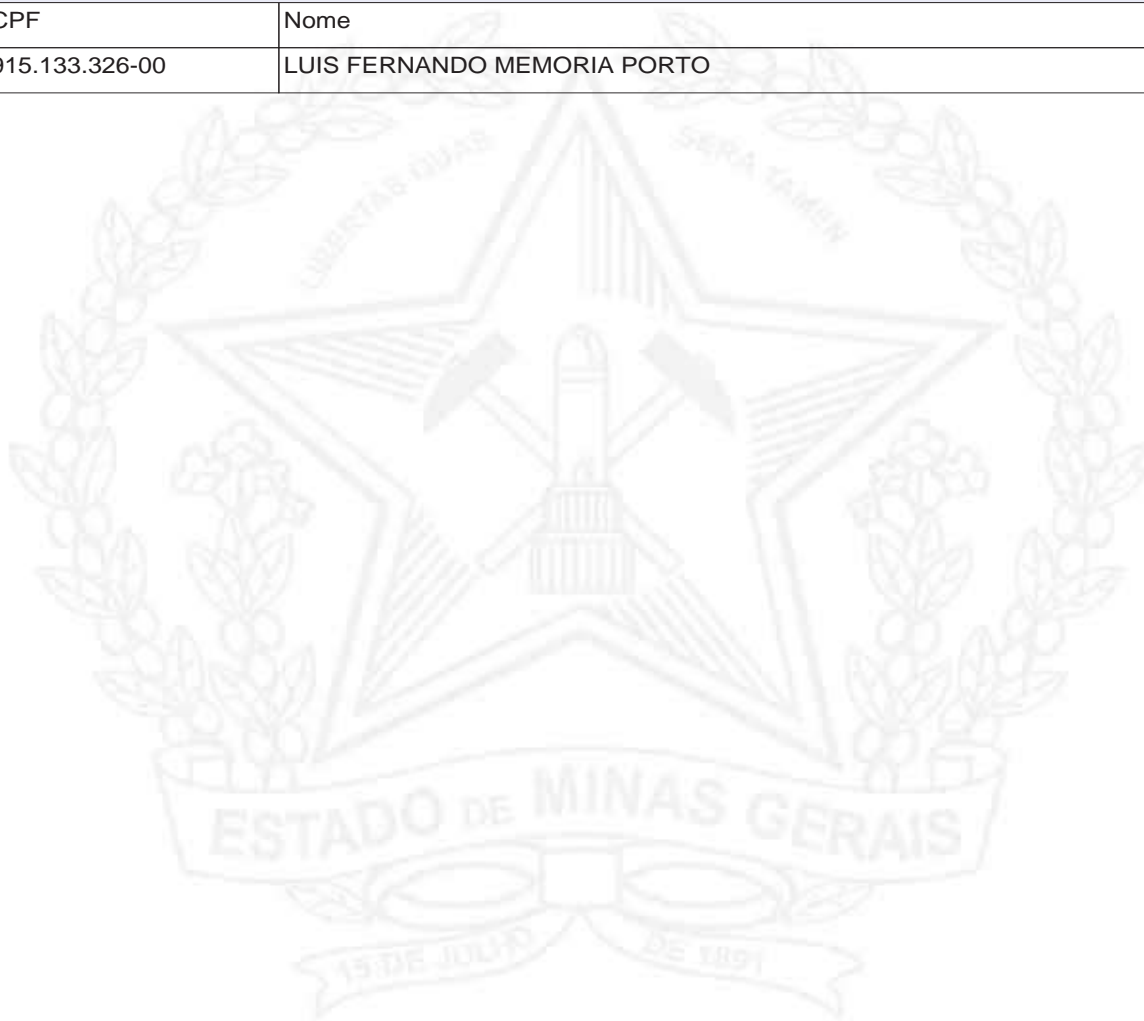 CPF Nome
915.133.326-00 LUIS FERNANDO MEMORIA PORTO
LIBERTAS QUAE SERA TAMEN
ESTADO DE MINAS GERAIS
15 DE JULHO DE 1891